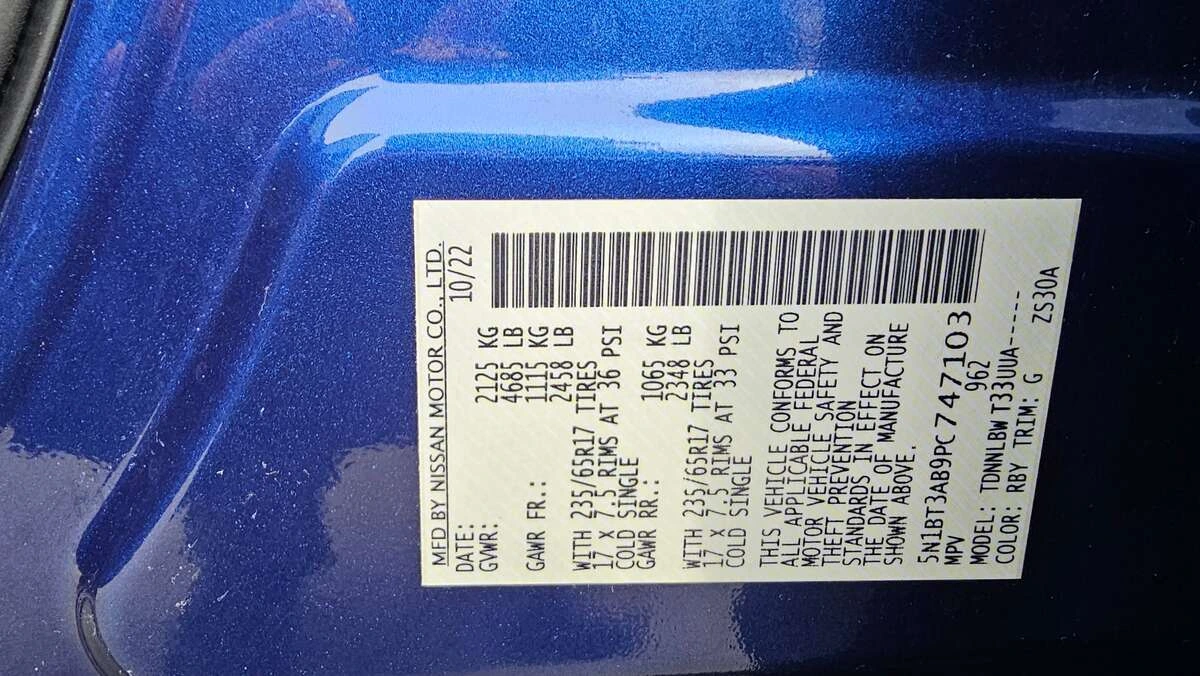 MFD BY NISSAN MOTOR CO., LTD.
DATE: 10/22
GVWR: 2125 KG
4685 LB
GAWR FR.: 1115 KG
2458 LB
WITH 235/65R17 TIRES
17 X 7.5 RIMS AT 36 PSI
COLD SINGLE
GAWR RR.: 1065 KG
2348 LB
WITH 235/65R17 TIRES
17 X 7.5 RIMS AT 33 PSI
COLD SINGLE
THIS VEHICLE CONFORMS TO
ALL APPLICABLE FEDERAL
MOTOR VEHICLE SAFETY AND
THEFT PREVENTION
STANDARDS IN EFFECT ON
THE DATE OF MANUFACTURE
SHOWN ABOVE.
5N1BT3AB9PC747103
MPV 962
MODEL: TDNNLBW T33UUA-----
COLOR: RBY TRIM: G ZS30A